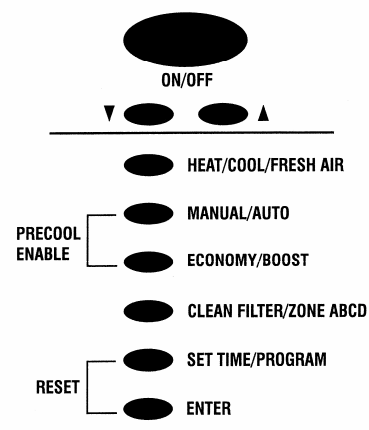 ON/OFF
▼ ▲
HEAT/COOL/FRESH AIR
MANUAL/AUTO
PRECOOL
ENABLE
ECONOMY/BOOST
CLEAN FILTER/ZONE ABCD
SET TIME/PROGRAM
RESET
ENTER